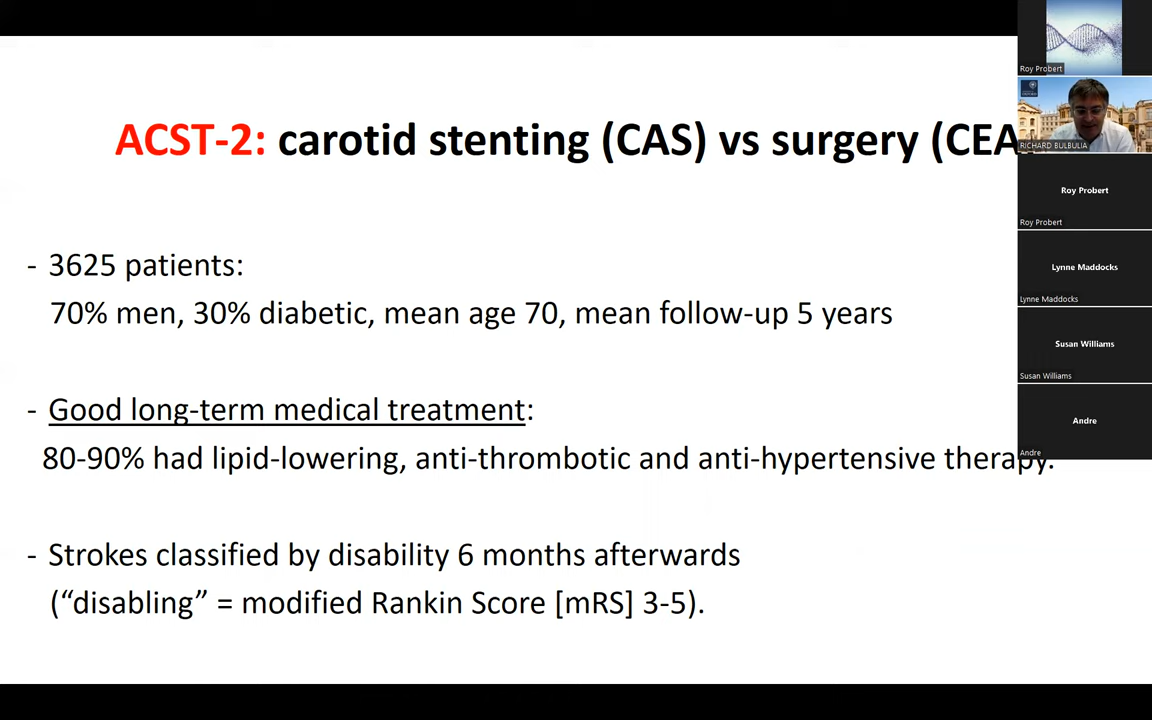 ACST-2: carotid stenting (CAS) vs surgery (CEA
- 3625 patients:
70% men, 30% diabetic, mean age 70, mean follow-up 5 years
- Good long-term medical treatment:
80-90% had lipid-lowering, anti-thrombotic and anti-hypertensive therapy.
- Strokes classified by disability 6 months afterwards
(“disabling” = modified Rankin Score [mRS] 3-5).
Roy Probert
RICHARD BULBULIA
Roy Probert
Roy Probert
Lynne Maddocks
Lynne Maddocks
Susan Williams
Susan Williams
Andre
Andre